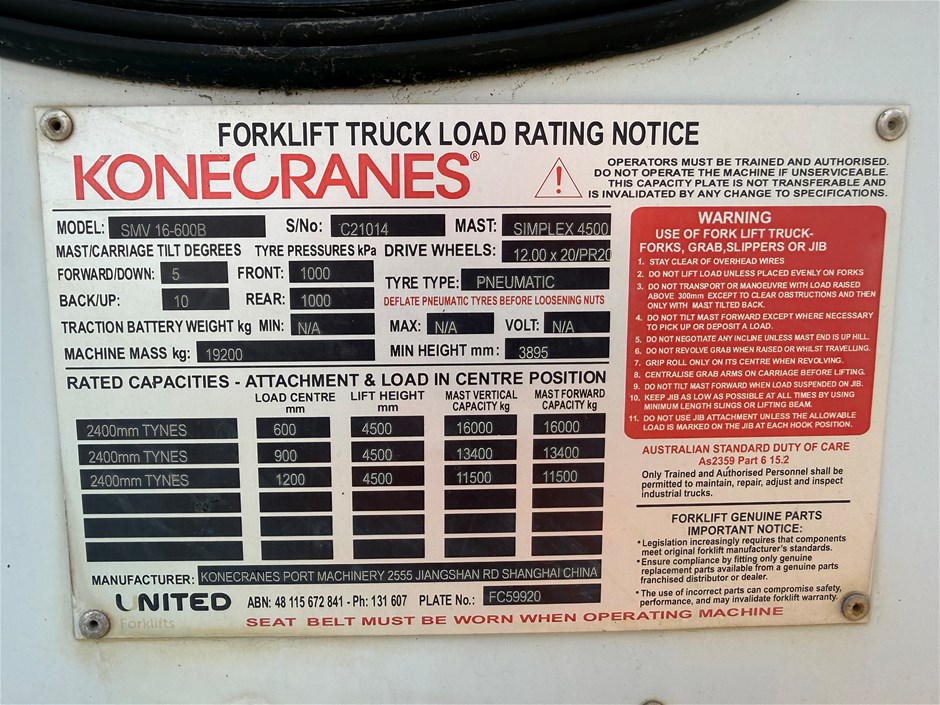 FORKLIFT TRUCK LOAD RATING NOTICE
KONECRANES®
OPERATORS MUST BE TRAINED AND AUTHORISED.
DO NOT OPERATE THE MACHINE IF UNSERVICEABLE.
THIS CAPACITY PLATE IS NOT TRANSFERABLE AND
IS INVALIDATED BY ANY CHANGE TO SPECIFICATIONS.
MODEL: SMV 16-600B S/No: C21014 MAST: SIMPLEX 4500
MAST/CARRIAGE TILT DEGREES TYRE PRESSURES kPa DRIVE WHEELS: 12.00 x 20/PR20
FORWARD/DOWN: 5 FRONT: 1000 TYRE TYPE: PNEUMATIC
BACK/UP: 10 REAR: 1000 DEFLATE PNEUMATIC TYRES BEFORE LOOSENING NUTS
TRACTION BATTERY WEIGHT kg MIN: N/A MAX: N/A VOLT: N/A
MACHINE MASS kg: 19200 MIN HEIGHT mm: 3895
RATED CAPACITIES - ATTACHMENT & LOAD IN CENTRE POSITION
LOAD CENTRE mm LIFT HEIGHT mm MAST VERTICAL CAPACITY kg MAST FORWARD CAPACITY kg
2400mm TYNES 600 4500 16000 16000
2400mm TYNES 900 4500 13400 13400
2400mm TYNES 1200 4500 11500 11500
MANUFACTURER: KONECRANES PORT MACHINERY 2555 JIANGSHAN RD SHANGHAI CHINA
UNITED
Forklifts
ABN: 48 115 672 841 - Ph: 131 607 PLATE No.: FC59920
WARNING
USE OF FORK LIFT TRUCK-
FORKS, GRAB,SLIPPERS OR JIB
1. STAY CLEAR OF OVERHEAD WIRES
2. DO NOT LIFT LOAD UNLESS PLACED EVENLY ON FORKS
3. DO NOT TRANSPORT OR MANOEUVRE WITH LOAD RAISED
ABOVE 300mm EXCEPT TO CLEAR OBSTRUCTIONS AND THEN
ONLY WITH MAST TILTED BACK.
4. DO NOT TILT MAST FORWARD EXCEPT WHERE NECESSARY
TO PICK UP OR DEPOSIT A LOAD.
5. DO NOT NEGOTIATE ANY INCLINE UNLESS MAST END IS UP HILL.
6. DO NOT REVOLVE GRAB WHEN RAISED OR WHILST TRAVELLING.
7. GRIP ROLL ONLY ON ITS CENTRE WHEN REVOLVING.
8. CENTRALISE GRAB ARMS ON CARRIAGE BEFORE LIFTING.
9. DO NOT TILT MAST FORWARD WHEN LOAD SUSPENDED ON JIB.
10. KEEP JIB AS LOW AS POSSIBLE AT ALL TIMES BY USING
MINIMUM LENGTH SLINGS OR LIFTING BEAM.
11. DO NOT USE JIB ATTACHMENT UNLESS THE ALLOWABLE
LOAD IS MARKED ON THE JIB AT EACH HOOK POSITION.
AUSTRALIAN STANDARD DUTY OF CARE
As2359 Part 6 15.2
Only Trained and Authorised Personnel shall be
permitted to maintain, repair, adjust and inspect
industrial trucks.
FORKLIFT GENUINE PARTS
IMPORTANT NOTICE:
• Legislation increasingly requires that components
meet original forklift manufacturer's standards.
• Ensure compliance by fitting only genuine
replacement parts available from a genuine parts
franchised distributor or dealer.
• The use of incorrect parts can compromise safety,
performance, and may invalidate forklift warranty.
SEAT BELT MUST BE WORN WHEN OPERATING MACHINE